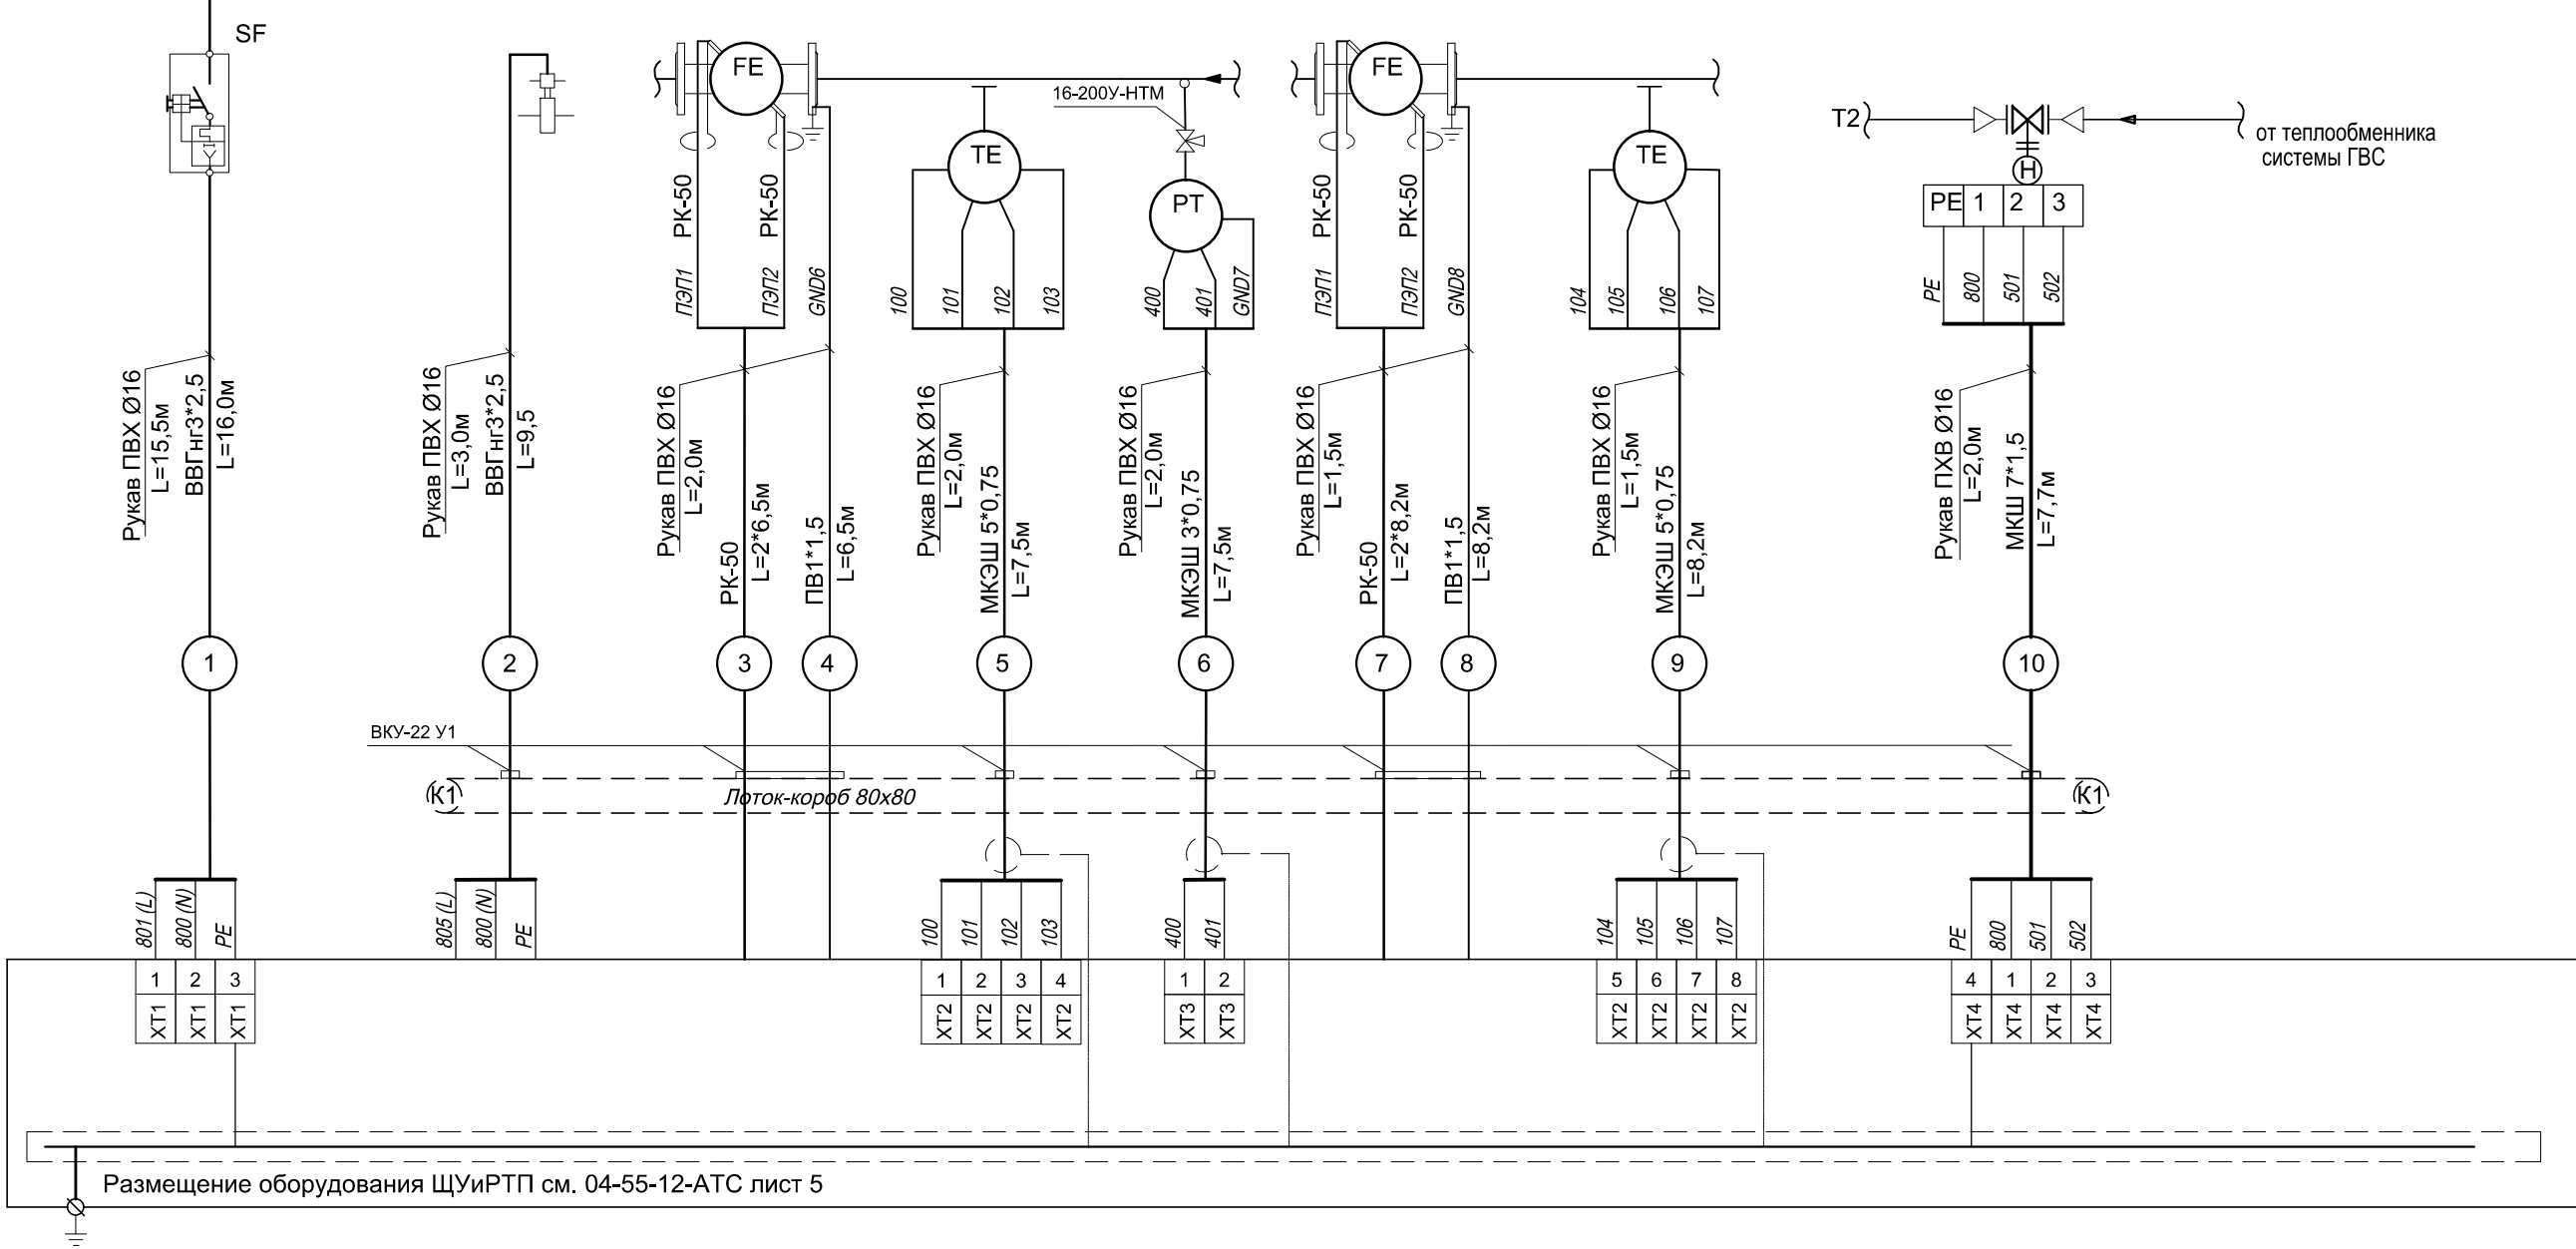 SF
FE
FE
16-200У-НТМ
TE
PT
TE
T2
от теплообменника
системы ГВС
H
PE 1 2 3
РК-50
РК-50
РК-50
РК-50
ПЭП1
ПЭП2
GND6
100
101
102
103
400
401
GND7
ПЭП1
ПЭП2
GND8
104
105
106
107
PE
800
501
502
Рукав ПВХ Ø16
L=15,5м
ВВГнг3*2,5
L=16,0м
Рукав ПВХ Ø16
L=3,0м
ВВГнг3*2,5
L=9,5
Рукав ПВХ Ø16
L=2,0м
РК-50
L=2*6,5м
ПВ1*1,5
L=6,5м
Рукав ПВХ Ø16
L=2,0м
МКЭШ 5*0,75
L=7,5м
Рукав ПВХ Ø16
L=2,0м
МКЭШ 3*0,75
L=7,5м
Рукав ПВХ Ø16
L=1,5м
РК-50
L=2*8,2м
ПВ1*1,5
L=8,2м
Рукав ПВХ Ø16
L=1,5м
МКЭШ 5*0,75
L=8,2м
Рукав ПХВ Ø16
L=2,0м
МКШ 7*1,5
L=7,7м
1 2 3 4 5 6 7 8 9 10
ВКУ-22 У1
К1
Лоток-короб 80x80
К1
801 (L)
800 (N)
PE
805 (L)
800 (N)
PE
100
101
102
103
400
401
104
105
106
107
PE
800
501
502
1 2 3 1 2 3 4 1 2 5 6 7 8 4 1 2 3
XT1 XT1 XT1 XT2 XT2 XT2 XT2 XT3 XT3 XT2 XT2 XT2 XT2 XT4 XT4 XT4 XT4
Размещение оборудования ЩУиРТП см. 04-55-12-АТС лист 5